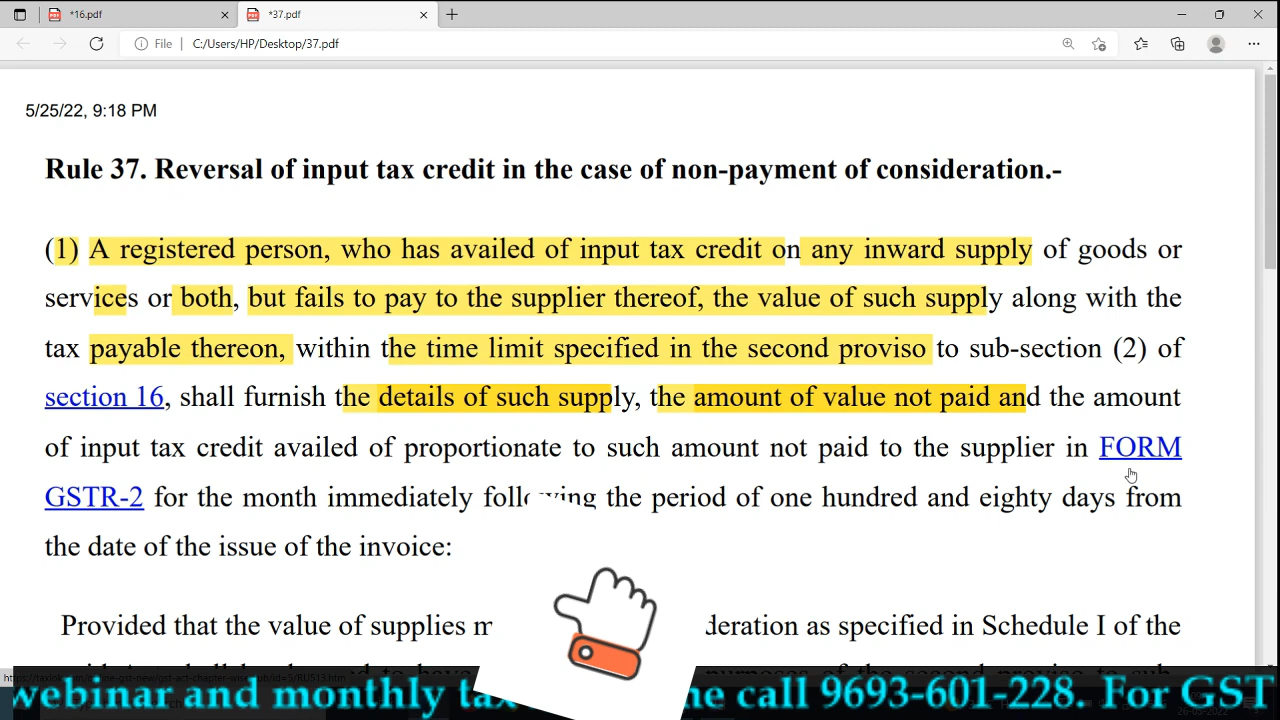 *16.pdf
*37.pdf
File
C:/Users/HP/Desktop/37.pdf
5/25/22, 9:18 PM
Rule 37. Reversal of input tax credit in the case of non-payment of consideration.-
(1) A registered person, who has availed of input tax credit on any inward supply of goods or
services or both, but fails to pay to the supplier thereof, the value of such supply along with the
tax payable thereon, within the time limit specified in the second proviso to sub-section (2) of
section 16, shall furnish the details of such supply, the amount of value not paid and the amount
of input tax credit availed of proportionate to such amount not paid to the supplier in FORM
GSTR-2 for the month immediately following the period of one hundred and eighty days from
the date of the issue of the invoice:
Provided that the value of supplies deration as specified in Schedule I of the
purposes of the second proviso to sub-
webinar and monthly call 9693-601-228. For GST